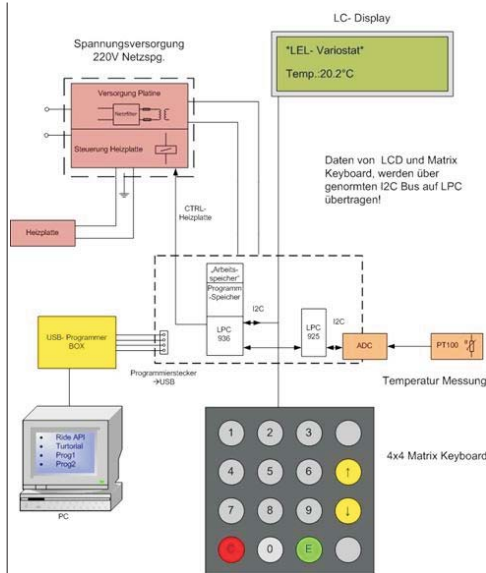 LC- Display
Spannungsversorgung
220V Netzspg.
*LEL- Variostat*
Temp.:20.2°C
Versorgung Platine
Netzfilter
Steuerung Heizplatte
Daten von LCD und Matrix
Keyboard, werden über
genormten I2C Bus auf LPC
übertragen!
CTRL-
Heizplatte
Heizplatte
„Arbeits-
speicher"
Programm
-Speicher
I2C
LPC
936
LPC
925
I2C
ADC
PT100
USB- Programmer
BOX
Programmierstecker
→USB
Temperatur Messung
Ride API
Turtorial
Prog1
Prog2
PC
4x4 Matrix Keyboard
1 2 3
4 5 6 ↑
7 8 9 ↓
C 0 E